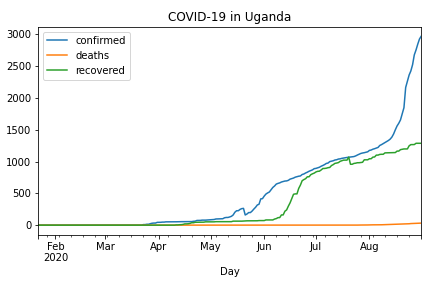 COVID-19 in Uganda
confirmed
deaths
recovered
3000
2500
2000
1500
1000
500
0
Feb Mar Apr May Jun Jul Aug
2020
Day